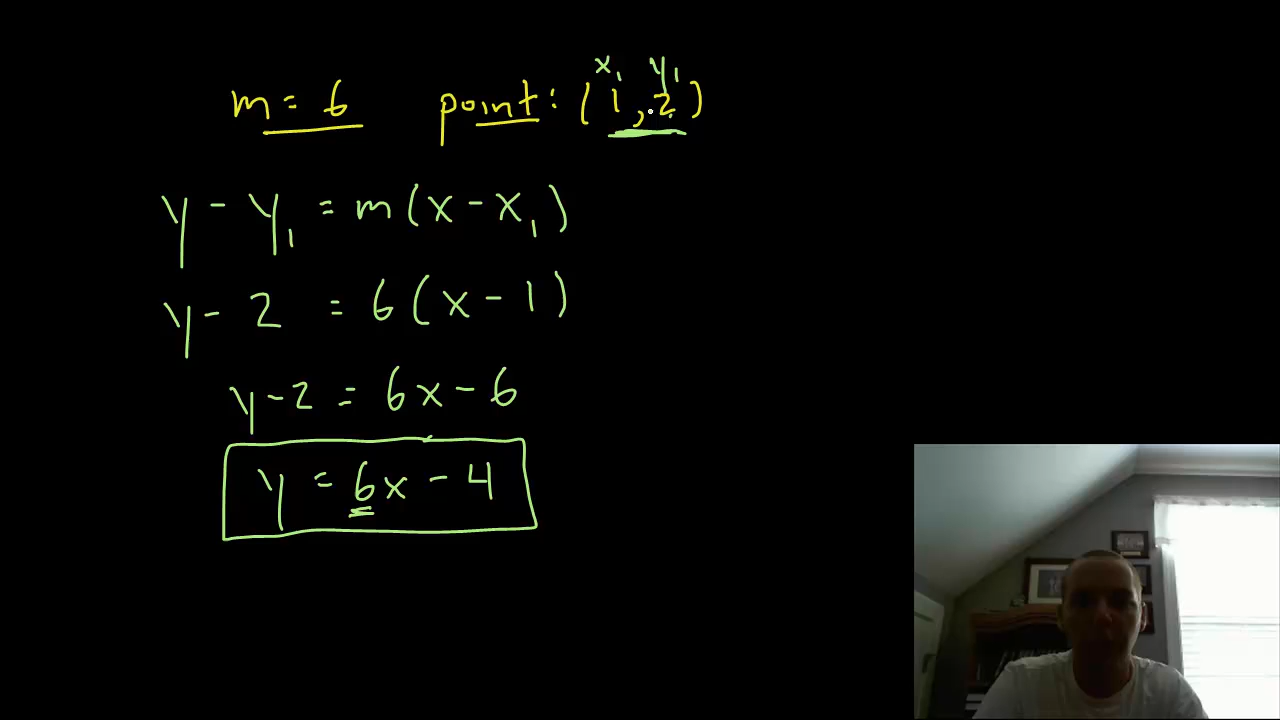 m = 6 point: (1, 2)
x₁ y₁
y - y₁ = m(x - x₁)
y - 2 = 6(x - 1)
y - 2 = 6x - 6
y = 6x - 4